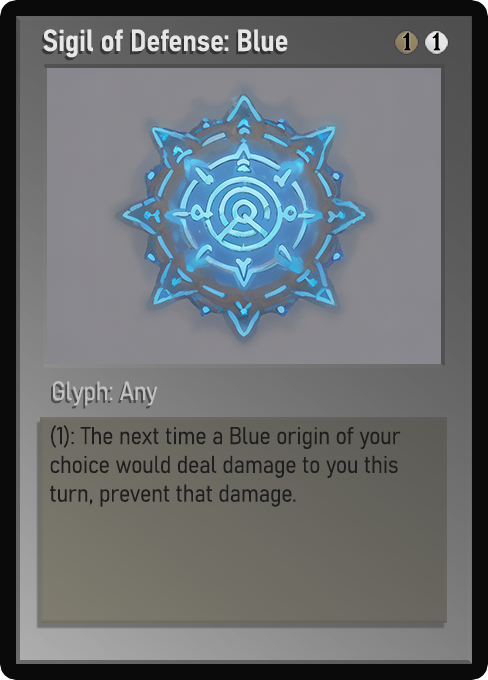 Sigil of Defense: Blue 1 1
Glyph: Any
(1): The next time a Blue origin of your
choice would deal damage to you this
turn, prevent that damage.